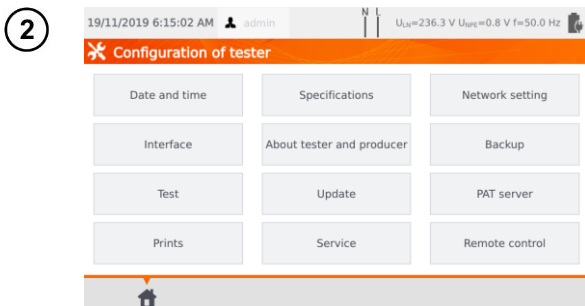 2
19/11/2019 6:15:02 AM admin N L U_LN=236.3 V U_NPE=0.8 V f=50.0 Hz
Configuration of tester
Date and time Specifications Network setting
Interface About tester and producer Backup
Test Update PAT server
Prints Service Remote control